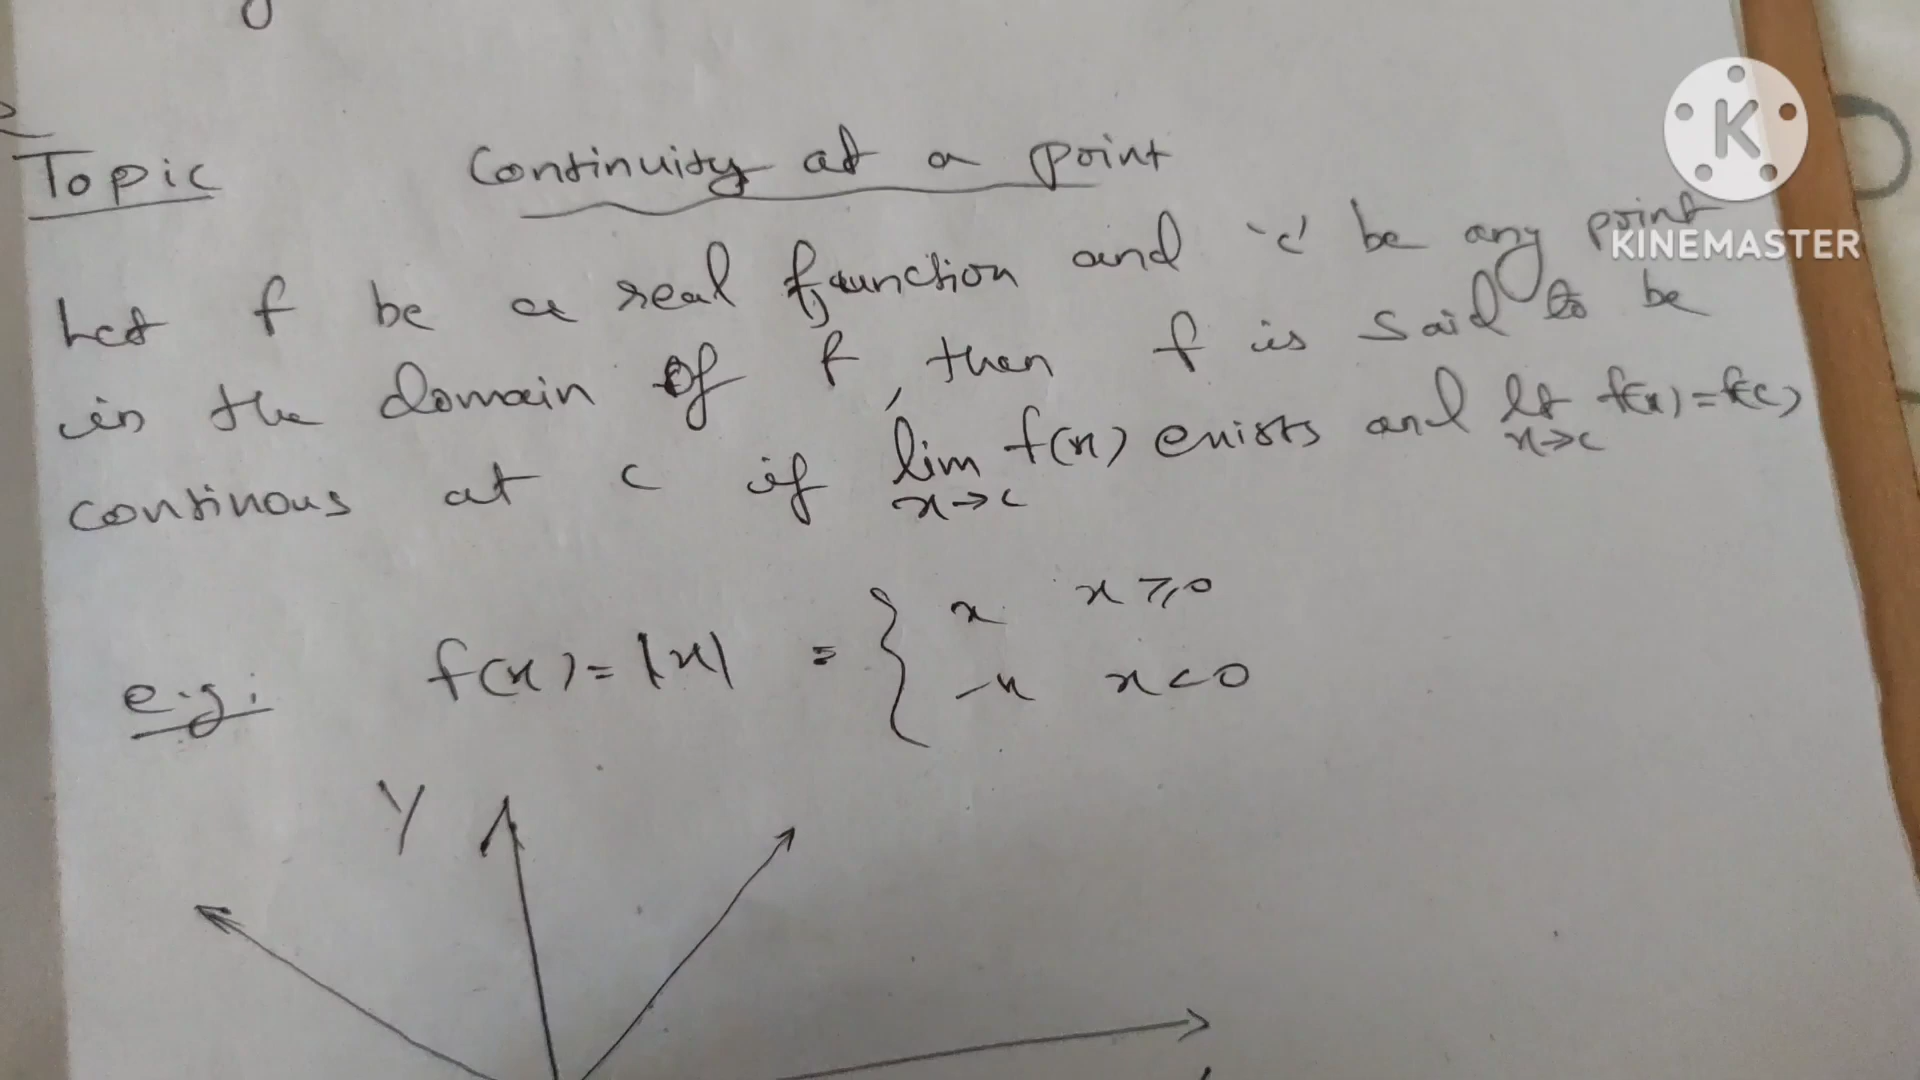 Topic Continuity at a point
Let f be a real function and 'c' be any point
in the domain of f, then f is said to be
continous at c if lim x→c f(x) exists and lt x→c f(x)=f(c)
e.g: f(x)=|x| = { x x≥0
-x x<0
Y
K
KINEMASTER